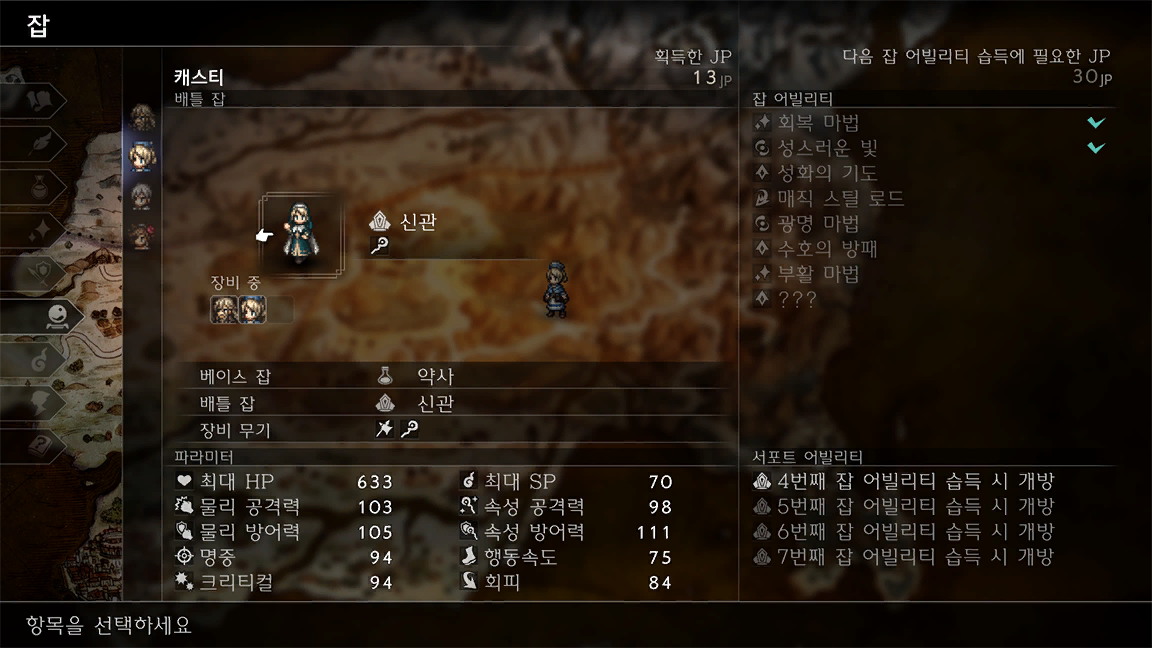 잡
획득한 JP
13JP
다음 잡 어빌리티 습득에 필요한 JP
30JP
캐스티
배틀 잡
신관
장비 중
베이스 잡 약사
배틀 잡 신관
장비 무기
파라미터
최대 HP 633 최대 SP 70
물리 공격력 103 속성 공격력 98
물리 방어력 105 속성 방어력 111
명중 94 행동속도 75
크리티컬 94 회피 84
잡 어빌리티
회복 마법
성스러운 빛
성화의 기도
매직 스틸 로드
광명 마법
수호의 방패
부활 마법
???
서포트 어빌리티
4번째 잡 어빌리티 습득 시 개방
5번째 잡 어빌리티 습득 시 개방
6번째 잡 어빌리티 습득 시 개방
7번째 잡 어빌리티 습득 시 개방
항목을 선택하세요